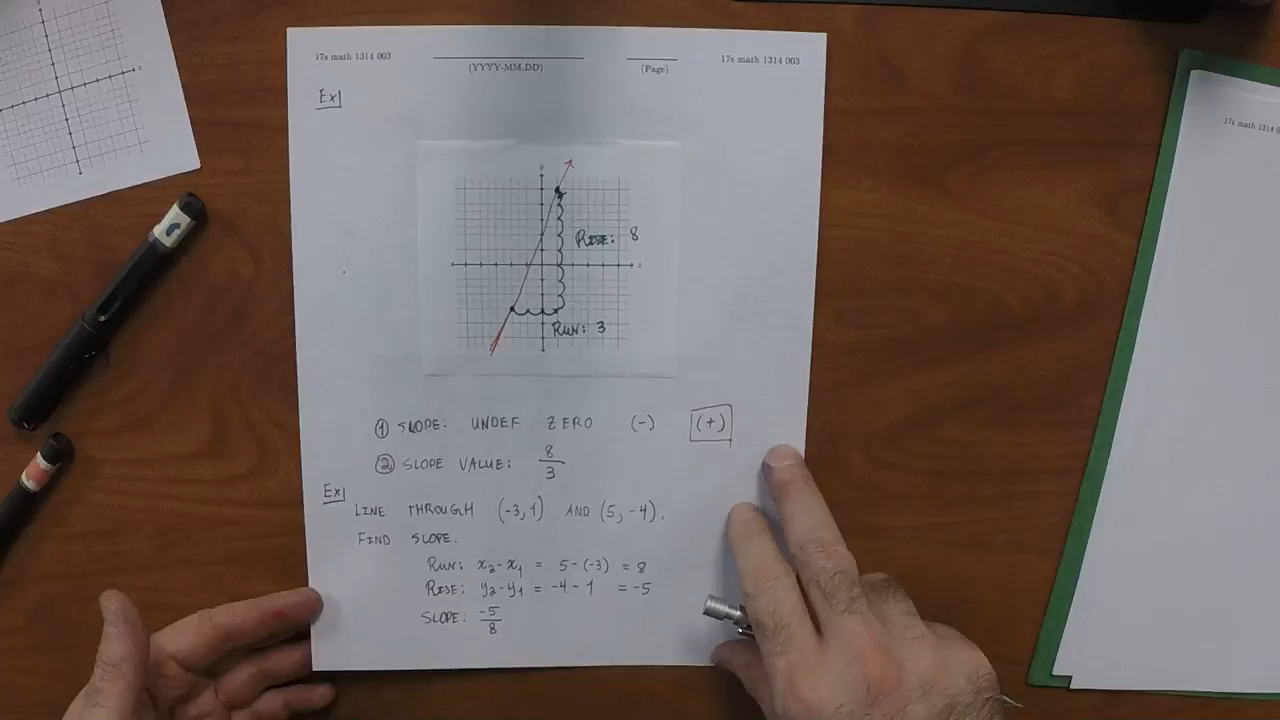 17s math 1314 003 (YYYY-MM-DD) (Page) 17s math 1314 003
Ex
y
x
RISE: 8
RUN: 3
① SLOPE: UNDEF ZERO (-) (+)
② SLOPE VALUE: 8/3
Ex
LINE THROUGH (-3,1) AND (5,-4).
FIND SLOPE.
RUN: x₂-x₁ = 5-(-3) = 8
RISE: y₂-y₁ = -4-1 = -5
SLOPE: -5/8
17s math 1314 0